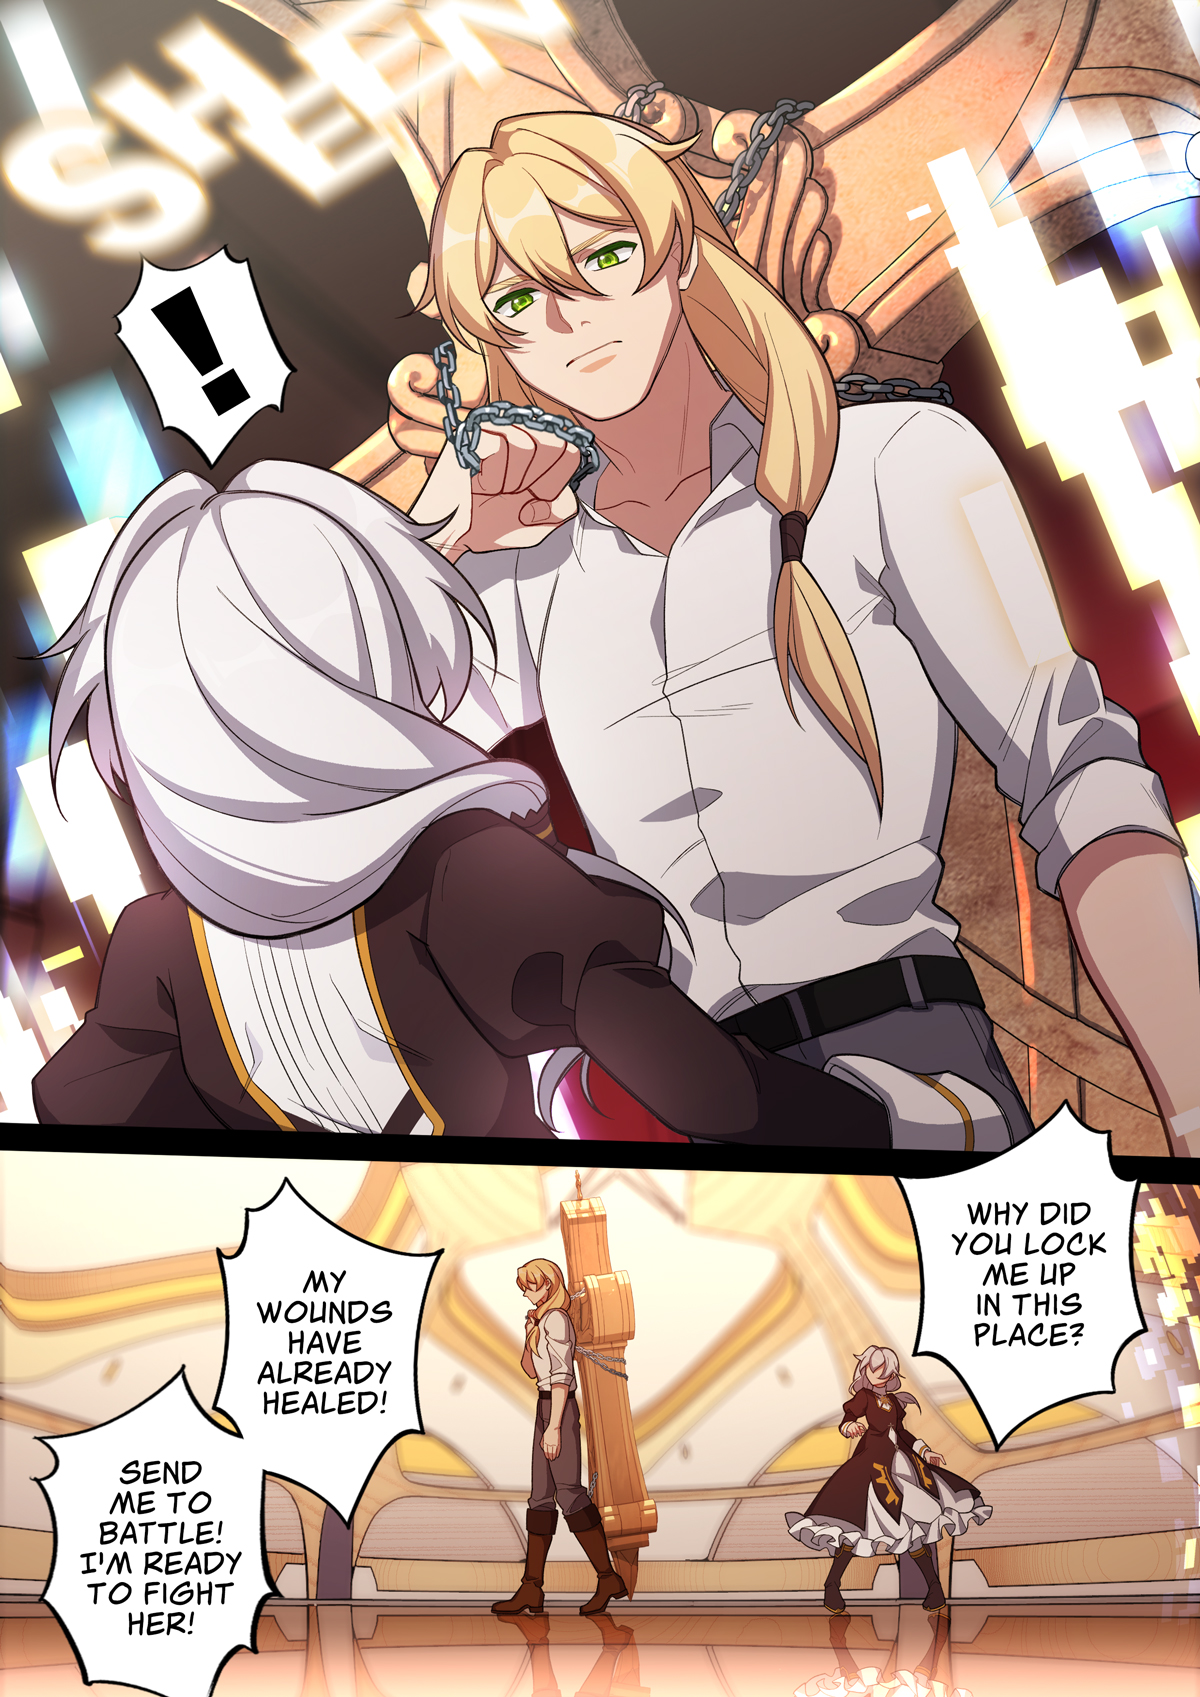 SHEEN
!
WHY DID
YOU LOCK
ME UP
IN THIS
PLACE?
MY
WOUNDS
HAVE
ALREADY
HEALED!
SEND
ME TO
BATTLE!
I'M READY
TO FIGHT
HER!